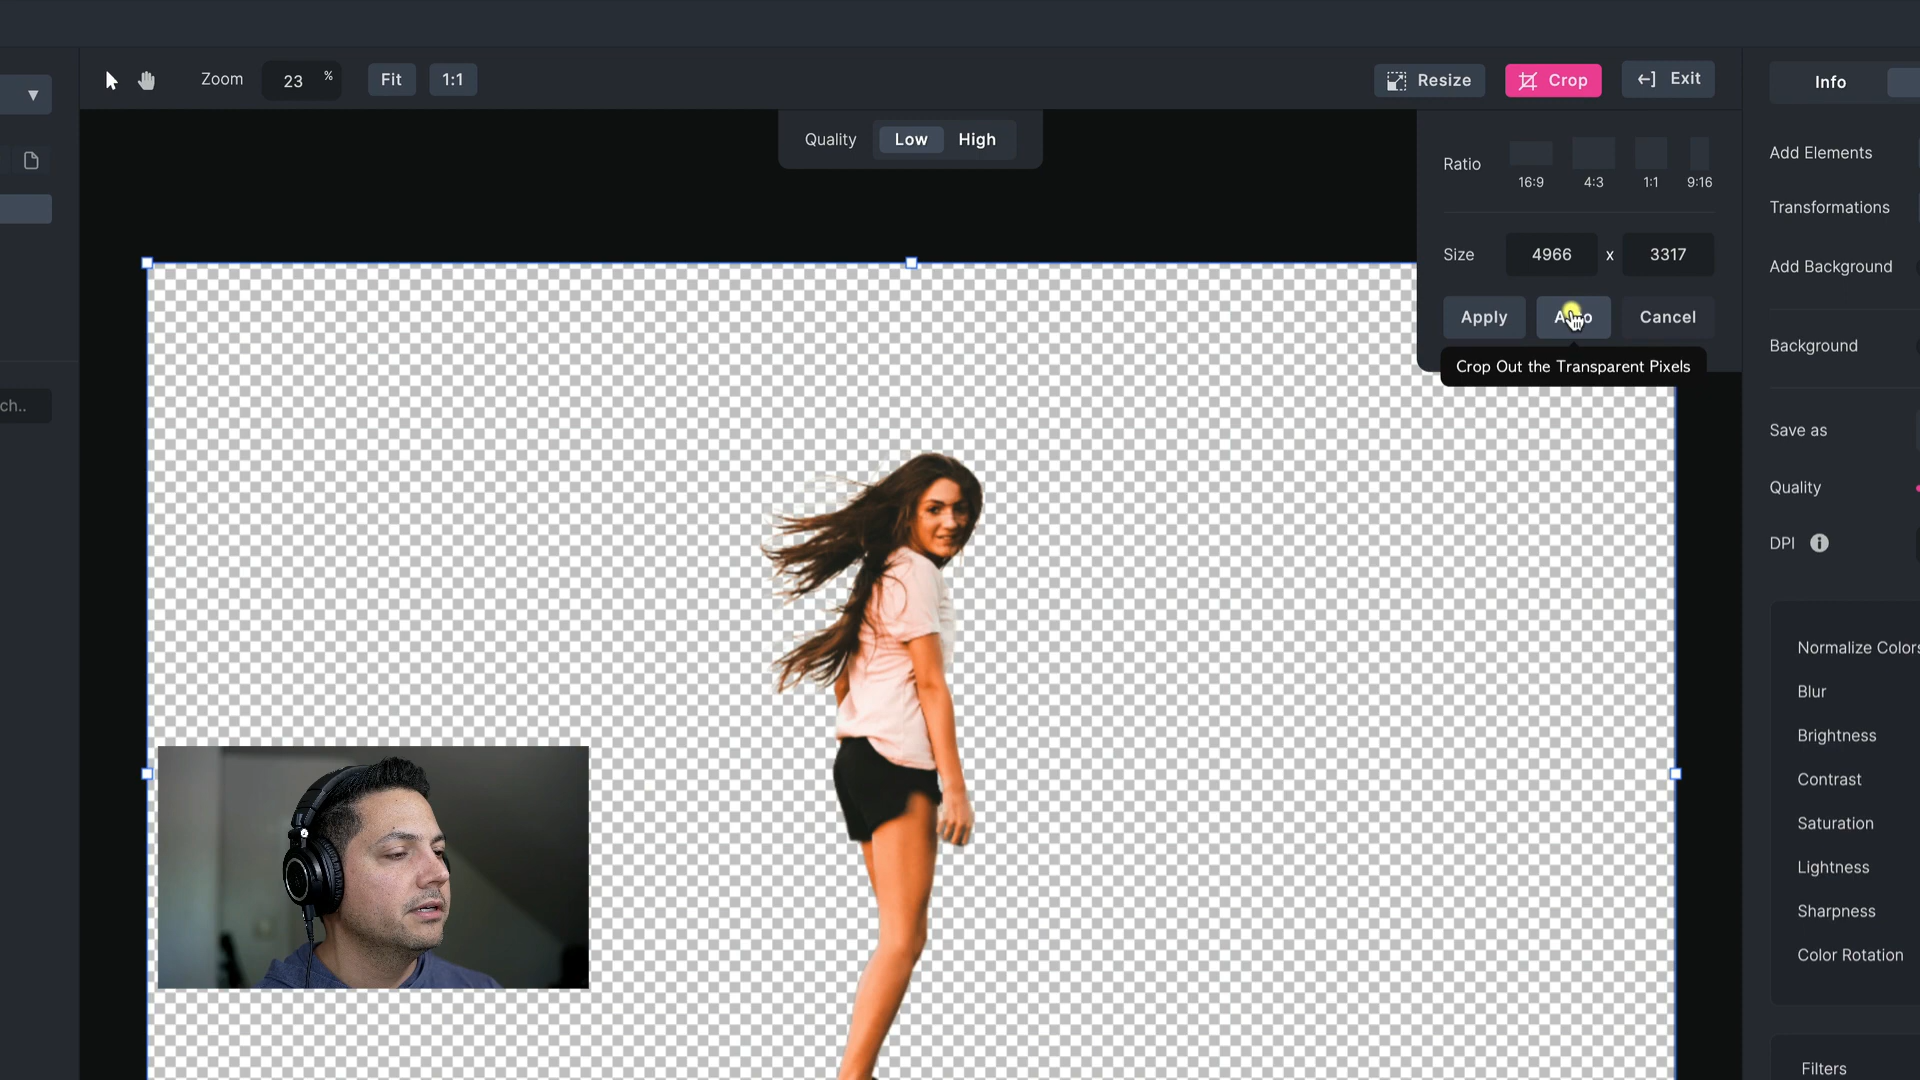 Zoom 23 % Fit 1:1 Resize Crop Exit
Info
Quality Low High
Ratio
16:9 4:3 1:1 9:16
Size 4966 x 3317
Apply Cancel
Crop Out the Transparent Pixels
ch..
Add Elements
Transformations
Add Background
Background
Save as
Quality
DPI
Normalize Colors
Blur
Brightness
Contrast
Saturation
Lightness
Sharpness
Color Rotation
Filters